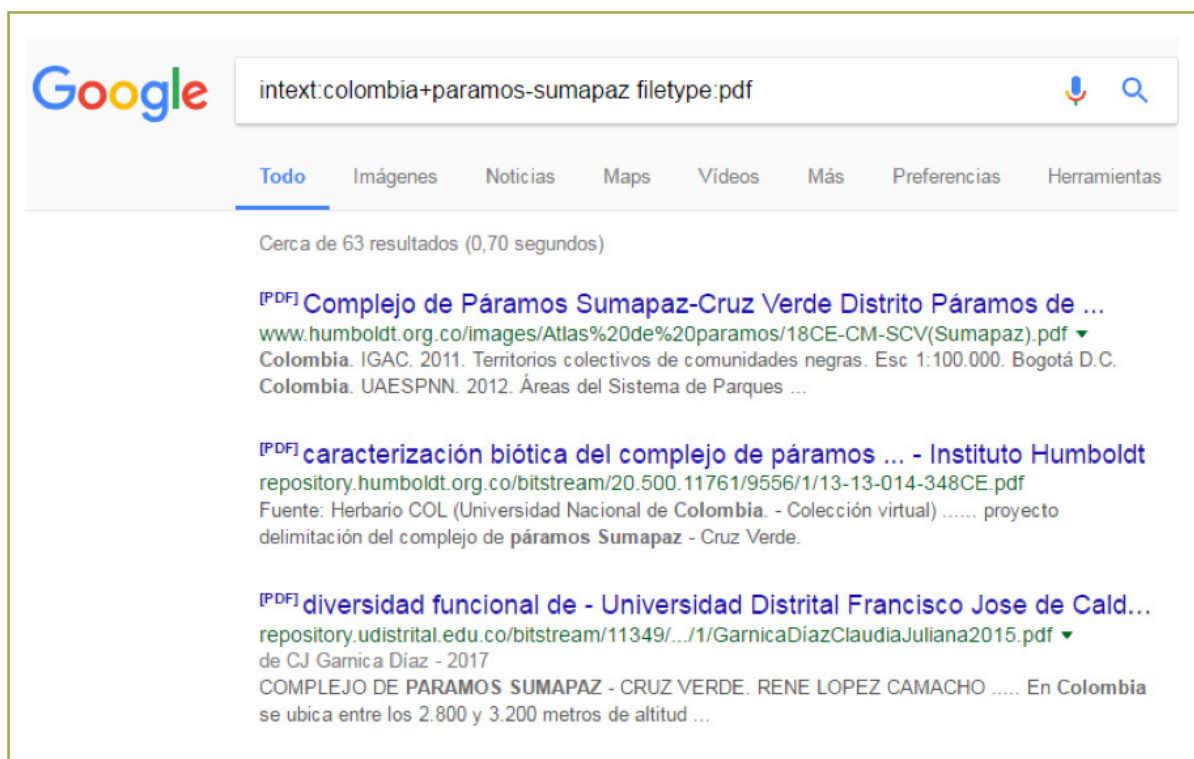 Google
intext:colombia+paramos-sumapaz filetype:pdf
Todo Imágenes Noticias Maps Vídeos Más Preferencias Herramientas
Cerca de 63 resultados (0,70 segundos)
[PDF] Complejo de Páramos Sumapaz-Cruz Verde Distrito Páramos de ...
www.humboldt.org.co/images/Atlas%20de%20paramos/18CE-CM-SCV(Sumapaz).pdf
Colombia. IGAC. 2011. Territorios colectivos de comunidades negras. Esc 1:100.000. Bogotá D.C.
Colombia. UAESPNN. 2012. Áreas del Sistema de Parques ...
[PDF] caracterización biótica del complejo de páramos ... - Instituto Humboldt
repository.humboldt.org.co/bitstream/20.500.11761/9556/1/13-13-014-348CE.pdf
Fuente: Herbario COL (Universidad Nacional de Colombia. - Colección virtual) ...... proyecto
delimitación del complejo de páramos Sumapaz - Cruz Verde.
[PDF] diversidad funcional de - Universidad Distrital Francisco Jose de Cald...
repository.udistrital.edu.co/bitstream/11349/.../1/GarnicaDíazClaudiaJuliana2015.pdf
de CJ Garnica Díaz - 2017
COMPLEJO DE PARAMOS SUMAPAZ - CRUZ VERDE. RENE LOPEZ CAMACHO ..... En Colombia
se ubica entre los 2.800 y 3.200 metros de altitud ...